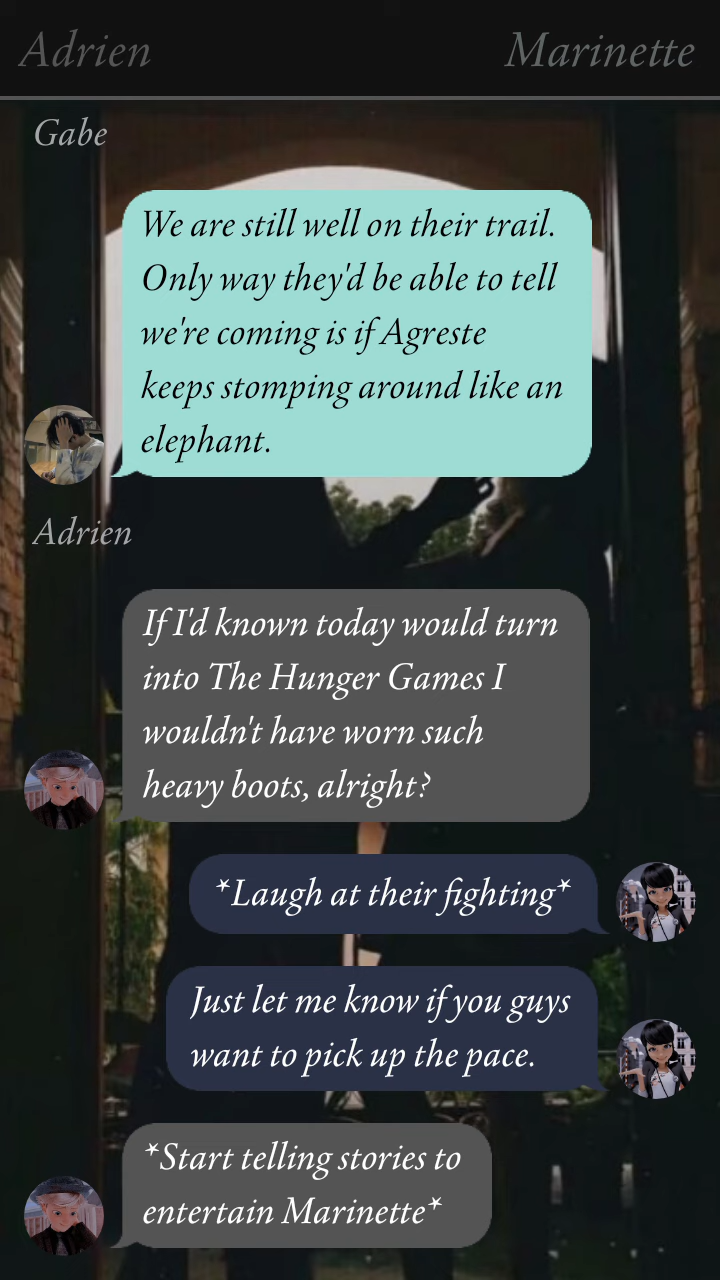 Adrien Marinette
Gabe
We are still well on their trail.
Only way they'd be able to tell
we're coming is if Agreste
keeps stomping around like an
elephant.
Adrien
If I'd known today would turn
into The Hunger Games I
wouldn't have worn such
heavy boots, alright?
*Laugh at their fighting*
Just let me know if you guys
want to pick up the pace.
*Start telling stories to
entertain Marinette*